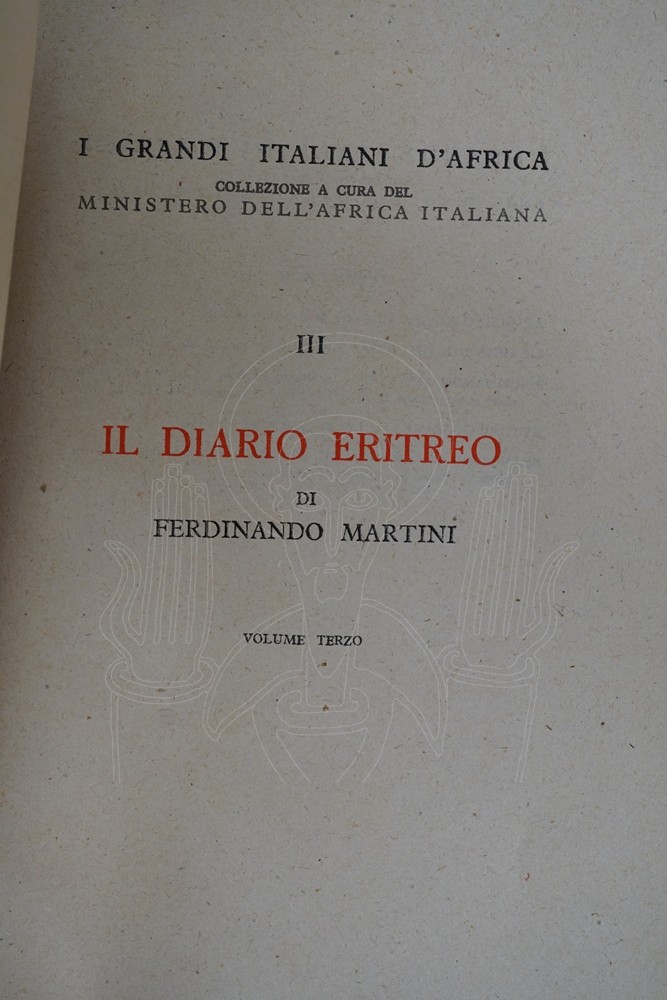 I GRANDI ITALIANI D'AFRICA
COLLEZIONE A CURA DEL
MINISTERO DELL'AFRICA ITALIANA
III
IL DIARIO ERITREO
DI
FERDINANDO MARTINI
VOLUME TERZO